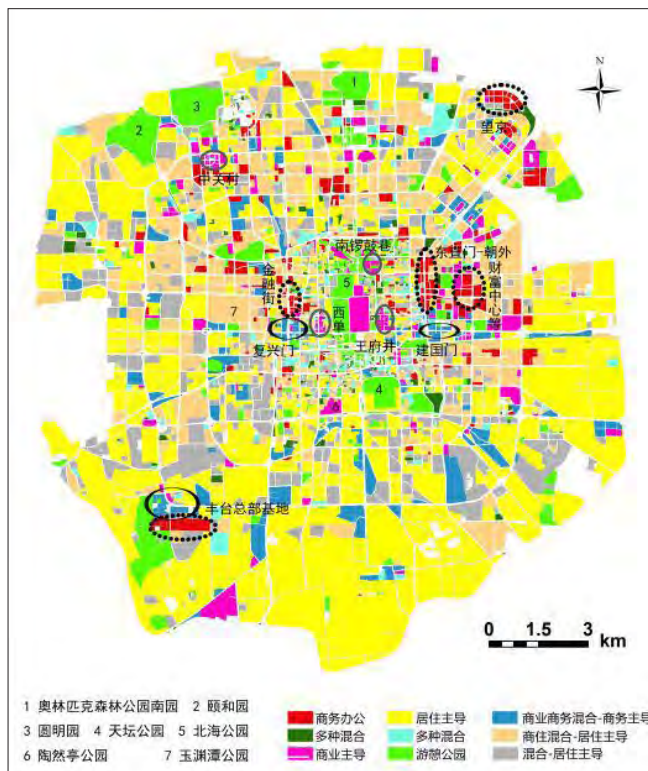 N
1
3
2
望京
中关村
南锣鼓巷
东直门-朝外
金融街
5
财富中心等
7
西单
复兴门
王府井
建国门
4
6
丰台总部基地
0 1.5 3
km
1 奥林匹克森林公园南园 2 颐和园
3 圆明园 4 天坛公园 5 北海公园
6 陶然亭公园 7 玉渊潭公园
商务办公 居住主导 商业商务混合-商务主导
多种混合 多种混合 商住混合-居住主导
商业主导 游憩公园 混合-居住主导